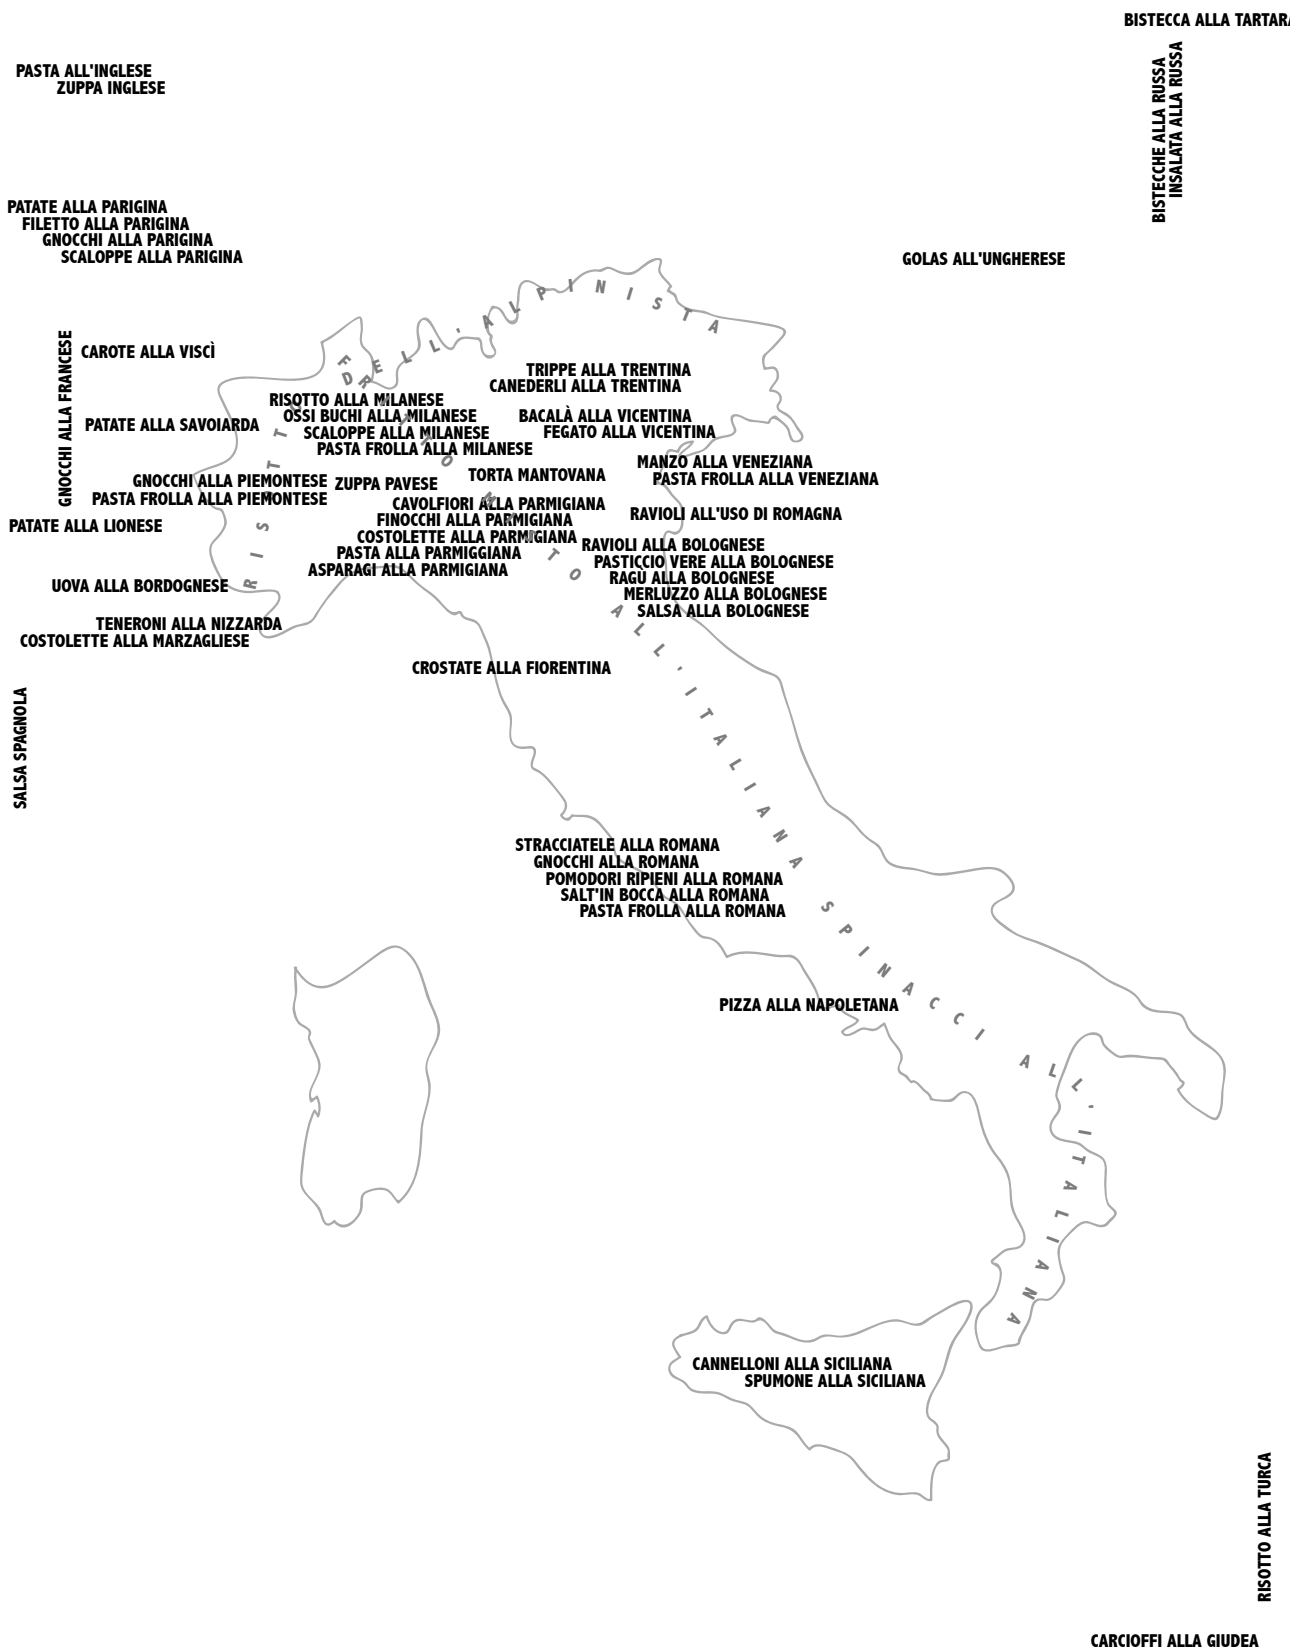 BISTECCA ALLA TARTARA
PASTA ALL'INGLESE
ZUPPA INGLESE
BISTECCHE ALLA RUSSA
INSALATA ALLA RUSSA
PATATE ALLA PARIGINA
FILETTO ALLA PARIGINA
GNOCCHI ALLA PARIGINA
SCALOPPE ALLA PARIGINA
GOLAS ALL'UNGHERESE
RISOTTO DELL'ALPINISTA
FRITTO MISTO ALL'ITALIANA
SPINACCI ALL'ITALIANA
GNOCCHI ALLA FRANCESE
CAROTE ALLA VISCÌ
TRIPPE ALLA TRENTINA
CANEDERLI ALLA TRENTINA
RISOTTO ALLA MILANESE
OSSI BUCHI ALLA MILANESE
SCALOPPE ALLA MILANESE
PASTA FROLLA ALLA MILANESE
BACALÀ ALLA VICENTINA
FEGATO ALLA VICENTINA
PATATE ALLA SAVOIARDA
MANZO ALLA VENEZIANA
PASTA FROLLA ALLA VENEZIANA
GNOCCHI ALLA PIEMONTESE
PASTA FROLLA ALLA PIEMONTESE
ZUPPA PAVESE
TORTA MANTOVANA
CAVOLFIORI ALLA PARMIGIANA
FINOCCHI ALLA PARMIGIANA
COSTOLETTE ALLA PARMIGIANA
PASTA ALLA PARMIGGIANA
ASPARAGI ALLA PARMIGIANA
RAVIOLI ALL'USO DI ROMAGNA
PATATE ALLA LIONESE
RAVIOLI ALLA BOLOGNESE
PASTICCIO VERE ALLA BOLOGNESE
RAGÙ ALLA BOLOGNESE
MERLUZZO ALLA BOLOGNESE
SALSA ALLA BOLOGNESE
UOVA ALLA BORDOGNESE
TENERONI ALLA NIZZARDA
COSTOLETTE ALLA MARZAGLIESE
CROSTATE ALLA FIORENTINA
SALSA SPAGNOLA
STRACCIATELE ALLA ROMANA
GNOCCHI ALLA ROMANA
POMODORI RIPIENI ALLA ROMANA
SALT'IN BOCCA ALLA ROMANA
PASTA FROLLA ALLA ROMANA
PIZZA ALLA NAPOLETANA
CANNELLONI ALLA SICILIANA
SPUMONE ALLA SICILIANA
RISOTTO ALLA TURCA
CARCIOFFI ALLA GIUDEA